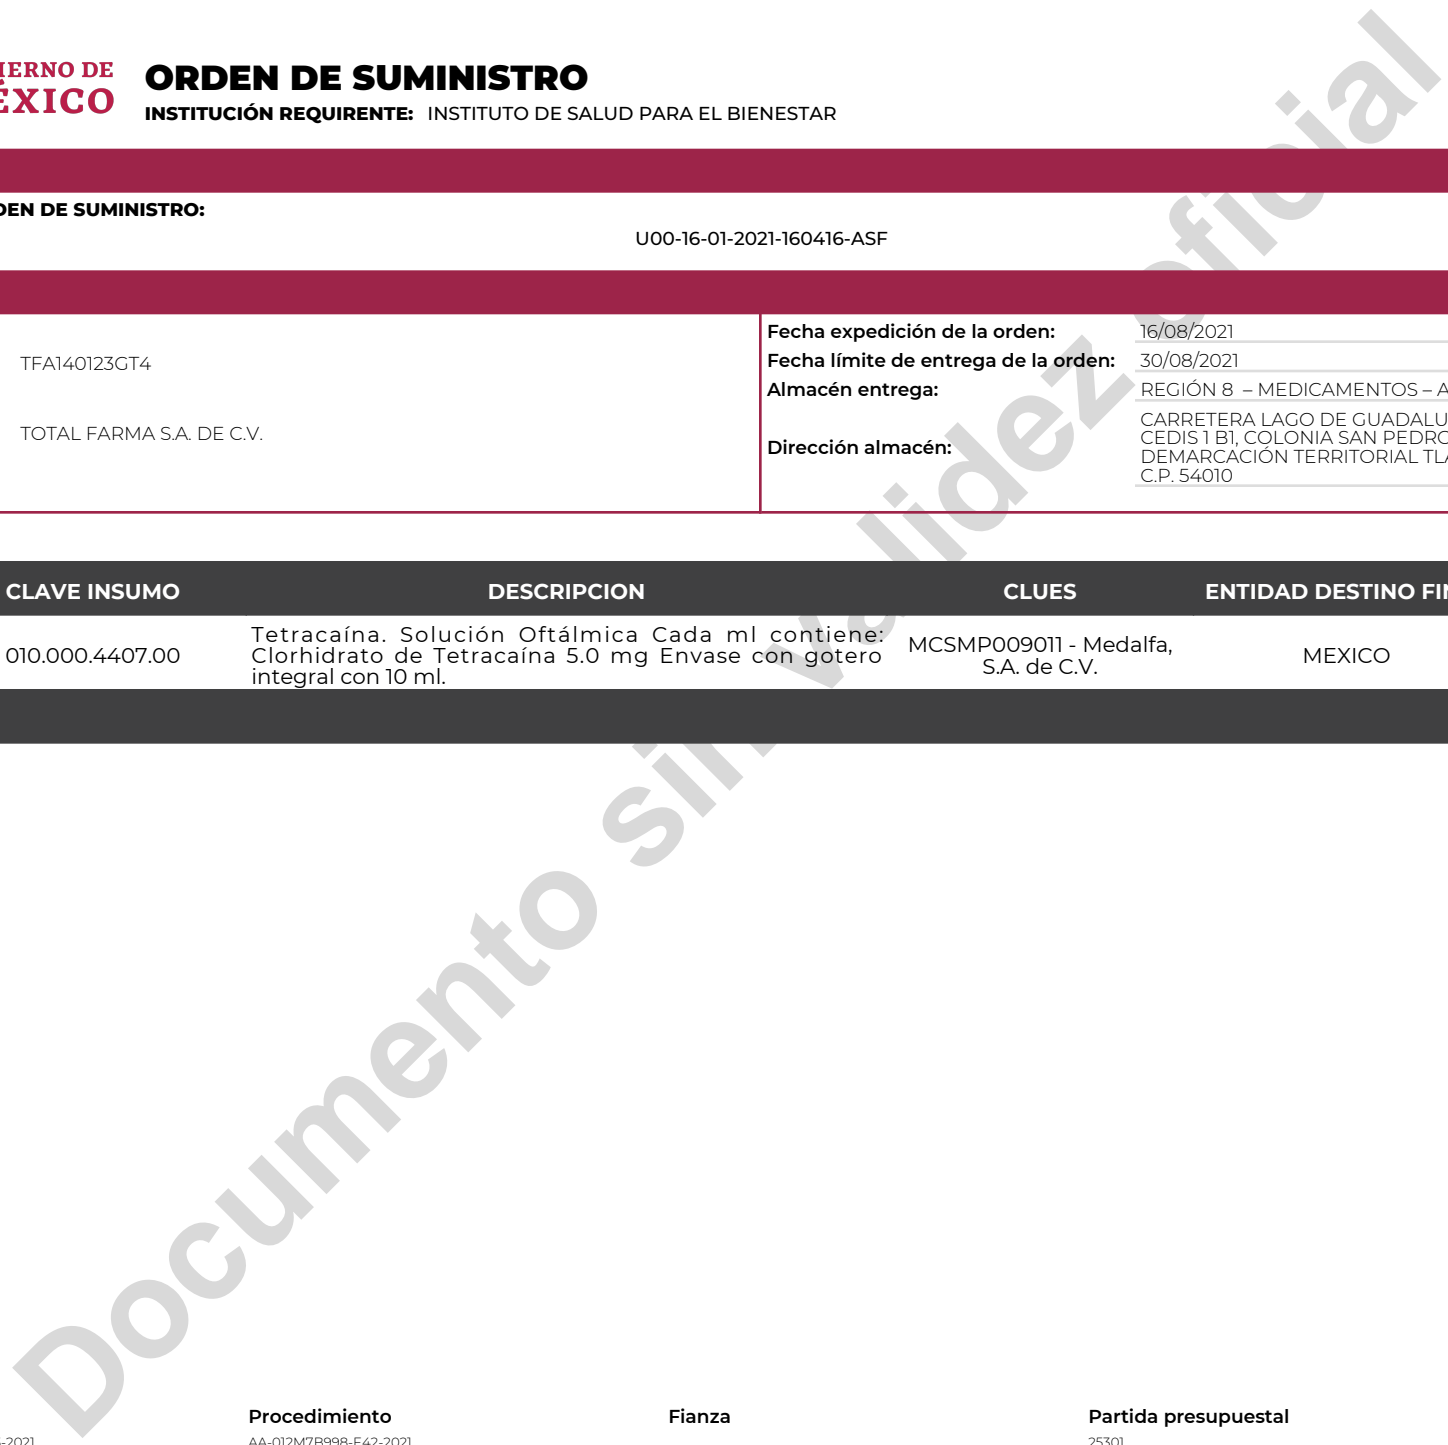 IERNO DE
ÉXICO
ORDEN DE SUMINISTRO
INSTITUCIÓN REQUIRENTE: INSTITUTO DE SALUD PARA EL BIENESTAR
DEN DE SUMINISTRO:
U00-16-01-2021-160416-ASF
TFA140123GT4
TOTAL FARMA S.A. DE C.V.
Fecha expedición de la orden: 16/08/2021
Fecha límite de entrega de la orden: 30/08/2021
Almacén entrega: REGIÓN 8 – MEDICAMENTOS – A
Dirección almacén:
CARRETERA LAGO DE GUADALU
CEDIS 1 B1, COLONIA SAN PEDRO
DEMARCACIÓN TERRITORIAL TLA
C.P. 54010
CLAVE INSUMO DESCRIPCION CLUES ENTIDAD DESTINO FIN
010.000.4407.00
Tetracaína. Solución Oftálmica Cada ml contiene:
Clorhidrato de Tetracaína 5.0 mg Envase con gotero
integral con 10 ml.
MCSMP009011 - Medalfa,
S.A. de C.V.
MEXICO
Documento sin validez oficial
Procedimiento Fianza Partida presupuestal
-2021 AA-012M7B998-E42-2021 25301